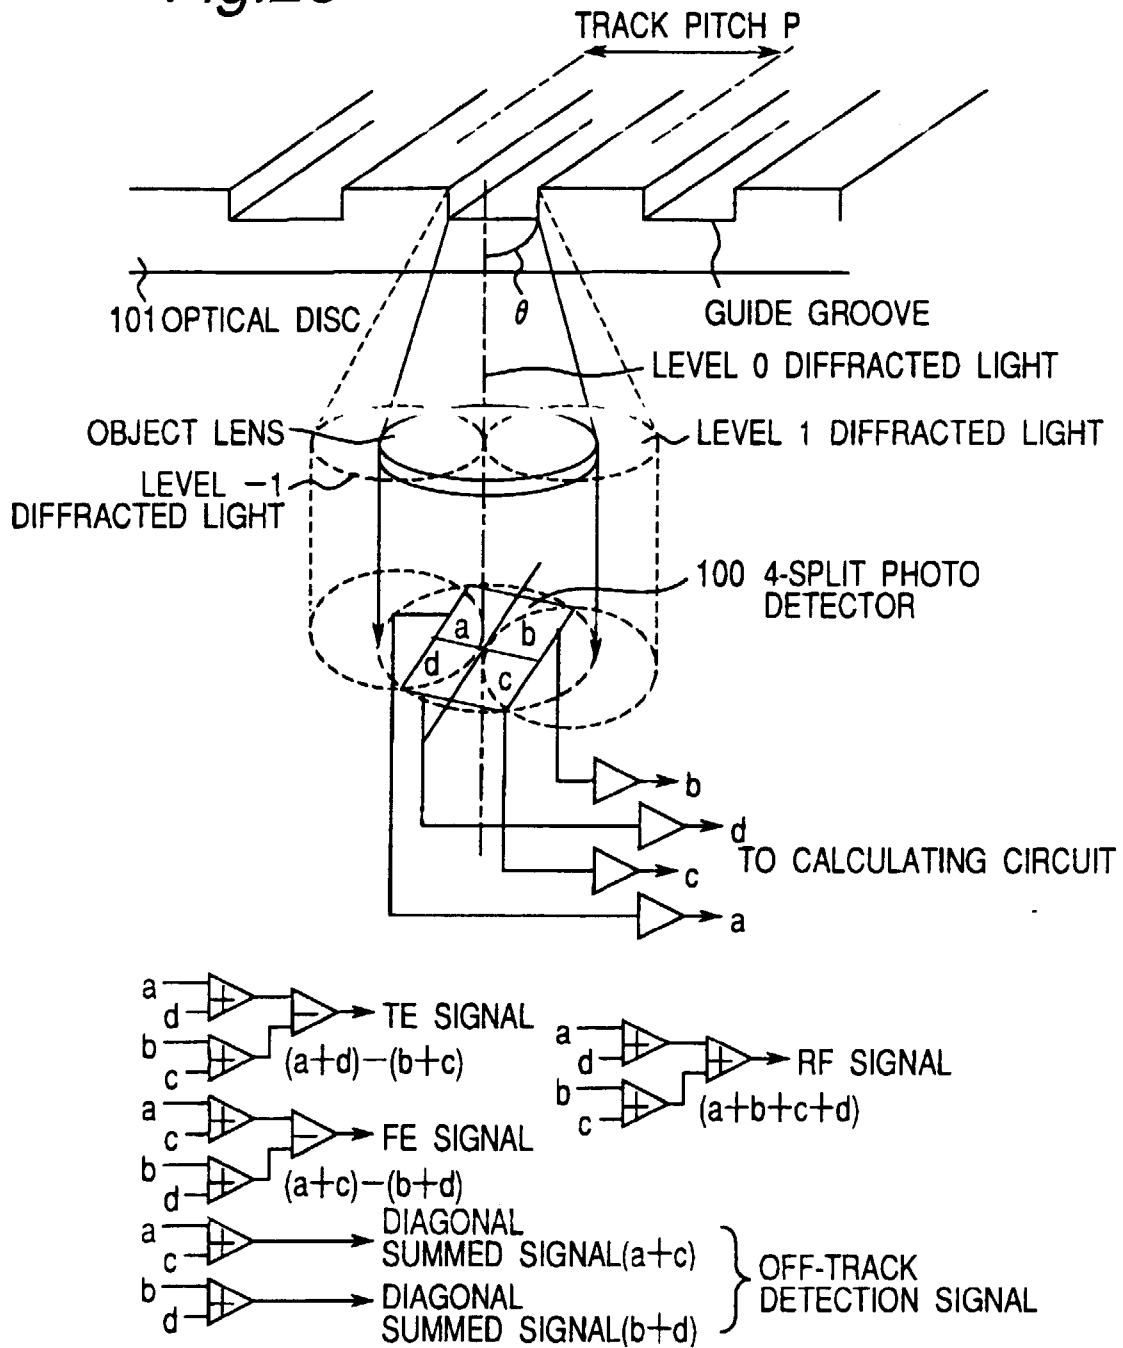 TRACK PITCH P
101 OPTICAL DISC
θ
GUIDE GROOVE
LEVEL 0 DIFFRACTED LIGHT
OBJECT LENS
LEVEL 1 DIFFRACTED LIGHT
LEVEL -1
DIFFRACTED LIGHT
100 4-SPLIT PHOTO
DETECTOR
a
b
d
c
b
d
TO CALCULATING CIRCUIT
c
a
a
d
b
c
+
+
−
TE SIGNAL
(a+d)−(b+c)
a
d
b
c
+
+
+
RF SIGNAL
(a+b+c+d)
a
c
b
d
+
+
−
FE SIGNAL
(a+c)−(b+d)
a
c
+
DIAGONAL
SUMMED SIGNAL(a+c)
b
d
+
DIAGONAL
SUMMED SIGNAL(b+d)
OFF-TRACK
DETECTION SIGNAL